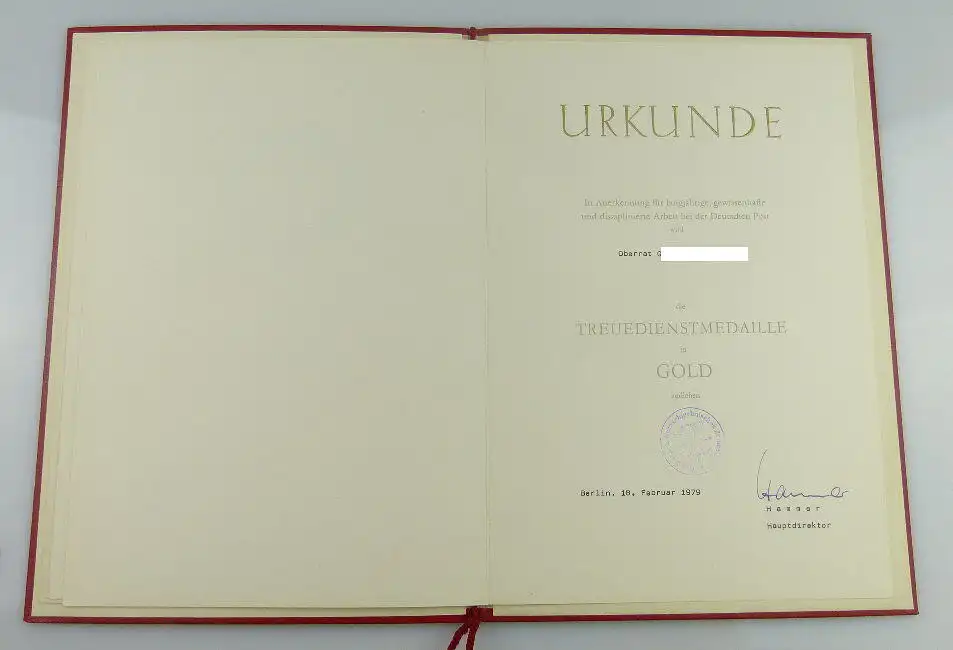 URKUNDE
In Anerkennung für langjährige, gewissenhafte
und disziplinierte Arbeit bei der Deutschen Post
wird
Oberrat G
die
TREUEDIENSTMEDAILLE
in
GOLD
verliehen
Berlin, 10. Februar 1979
Hauptdirektor